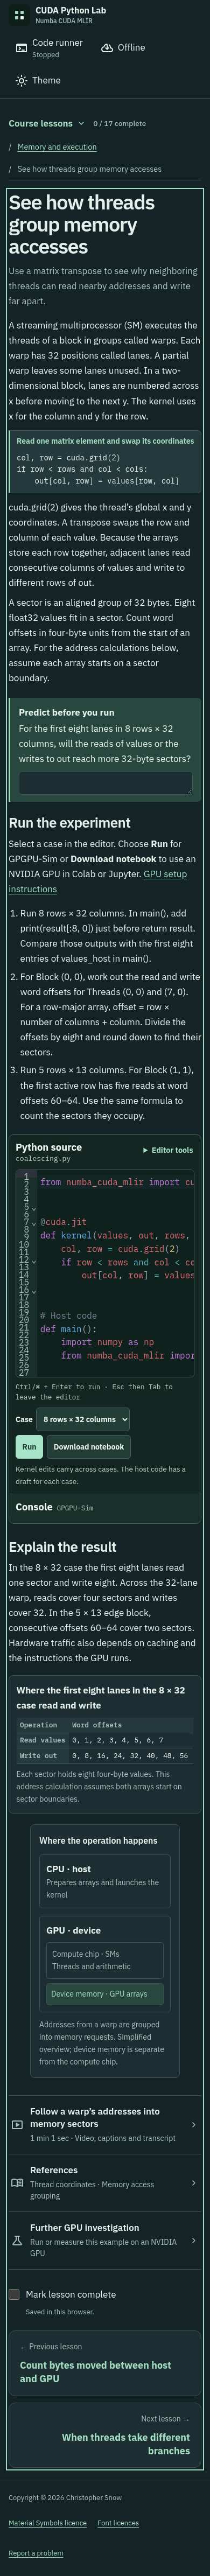 CUDA Python Lab
Numba CUDA MLIR
Code runner
Stopped
Offline
Theme
Course lessons
0 / 17 complete
/ Memory and execution
/ See how threads group memory accesses
See how threads
group memory
accesses
Use a matrix transpose to see why neighboring
threads can read nearby addresses and write
far apart.
A streaming multiprocessor (SM) executes the
threads of a block in groups called warps. Each
warp has 32 positions called lanes. A partial
warp leaves some lanes unused. In a two-
dimensional block, lanes are numbered across
x before moving to the next y. The kernel uses
x for the column and y for the row.
Read one matrix element and swap its coordinates
col, row = cuda.grid(2)
if row < rows and col < cols:
out[col, row] = values[row, col]
cuda.grid(2) gives the thread's global x and y
coordinates. A transpose swaps the row and
column of each value. Because the arrays
store each row together, adjacent lanes read
consecutive columns of values and write to
different rows of out.
A sector is an aligned group of 32 bytes. Eight
float32 values fit in a sector. Count word
offsets in four-byte units from the start of an
array. For the address calculations below,
assume each array starts on a sector
boundary.
Predict before you run
For the first eight lanes in 8 rows × 32
columns, will the reads of values or the
writes to out reach more 32-byte sectors?
Run the experiment
Select a case in the editor. Choose Run for
GPGPU-Sim or Download notebook to use an
NVIDIA GPU in Colab or Jupyter. GPU setup
instructions
1. Run 8 rows × 32 columns. In main(), add
print(result[:8, 0]) just before return result.
Compare those outputs with the first eight
entries of values_host in main().
2. For Block (0, 0), work out the read and write
word offsets for Threads (0, 0) and (7, 0).
For a row-major array, offset = row ×
number of columns + column. Divide the
offsets by eight and round down to find their
sectors.
3. Run 5 rows × 13 columns. For Block (1, 1),
the first active row has five reads at word
offsets 60–64. Use the same formula to
count the sectors they occupy.
Python source
coalescing.py
Editor tools
1
2
3
4
5
6
7
8
9
10
11
12
13
14
15
16
17
18
19
20
21
22
23
24
25
26
27
from numba_cuda_mlir import cu
@cuda.jit
def kernel(values, out, rows,
col, row = cuda.grid(2)
if row < rows and col < co
out[col, row] = values
# Host code
def main():
import numpy as np
from numba_cuda_mlir impor
Ctrl/⌘ + Enter to run · Esc then Tab to
leave the editor
Case
8 rows × 32 columns
Run
Download notebook
Kernel edits carry across cases. The host code has a
draft for each case.
Console GPGPU-Sim
Explain the result
In the 8 × 32 case the first eight lanes read
one sector and write eight. Across the 32-lane
warp, reads cover four sectors and writes
cover 32. In the 5 × 13 edge block,
consecutive offsets 60–64 cover two sectors.
Hardware traffic also depends on caching and
the instructions the GPU runs.
Where the first eight lanes in the 8 × 32
case read and write
Operation Word offsets
Read values 0, 1, 2, 3, 4, 5, 6, 7
Write out 0, 8, 16, 24, 32, 40, 48, 56
Each sector holds eight four-byte values. This
address calculation assumes both arrays start on
sector boundaries.
Where the operation happens
CPU · host
Prepares arrays and launches the
kernel
GPU · device
Compute chip · SMs
Threads and arithmetic
Device memory · GPU arrays
Addresses from a warp are grouped
into memory requests. Simplified
overview; device memory is separate
from the compute chip.
Follow a warp's addresses into
memory sectors
1 min 1 sec · Video, captions and transcript
References
Thread coordinates · Memory access
grouping
Further GPU investigation
Run or measure this example on an NVIDIA
GPU
Mark lesson complete
Saved in this browser.
← Previous lesson
Count bytes moved between host
and GPU
Next lesson →
When threads take different
branches
Copyright © 2026 Christopher Snow
Material Symbols licence
Font licences
Report a problem